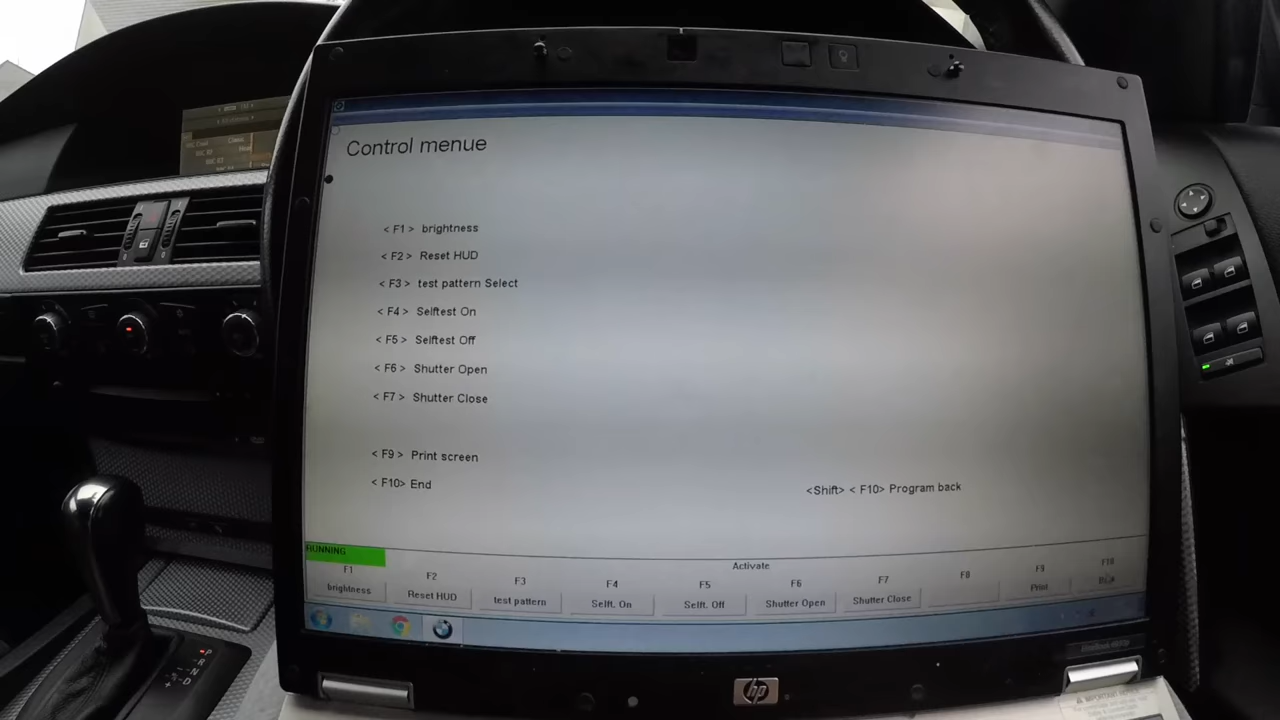 Control menue
< F1 > brightness
< F2 > Reset HUD
< F3 > test pattern Select
< F4 > Selftest On
< F5 > Selftest Off
< F6 > Shutter Open
< F7 > Shutter Close
< F9 > Print screen
< F10> End
<Shift> < F10> Program back
RUNNING
Activate
F1 F2 F3 F4 F5 F6 F7 F8 F9 F10
brightness Reset HUD test pattern Selft. On Selft. Off Shutter Open Shutter Close Print
hp
P
R
N
D